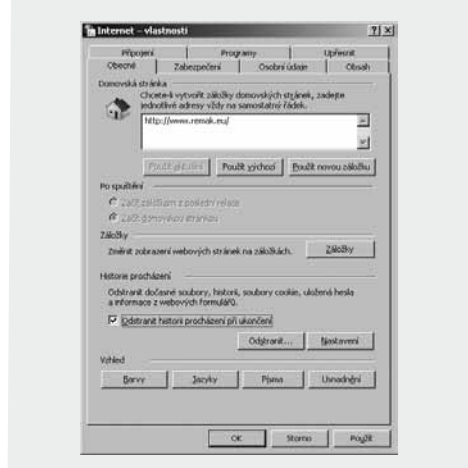 Internet – vlastnosti
Připojení Programy Upřesnit
Obecné Zabezpečení Osobní údaje Obsah
Domovská stránka
Chcete-li vytvořit záložky domovských stránek, zadejte
jednotlivé adresy vždy na samostatný řádek.
http://www.remak.eu/
Použít aktuální Použít výchozí Použít novou záložku
Po spuštění
Začít záložkami z poslední relace
Začít domovskou stránkou
Záložky
Změnit zobrazení webových stránek na záložkách. Záložky
Historie procházení
Odstranit dočasné soubory, historii, soubory cookie, uložená hesla
a informace z webových formulářů.
Odstranit historii procházení při ukončení
Odstranit... Nastavení
Vzhled
Barvy Jazyky Písma Usnadnění
OK Storno Použít